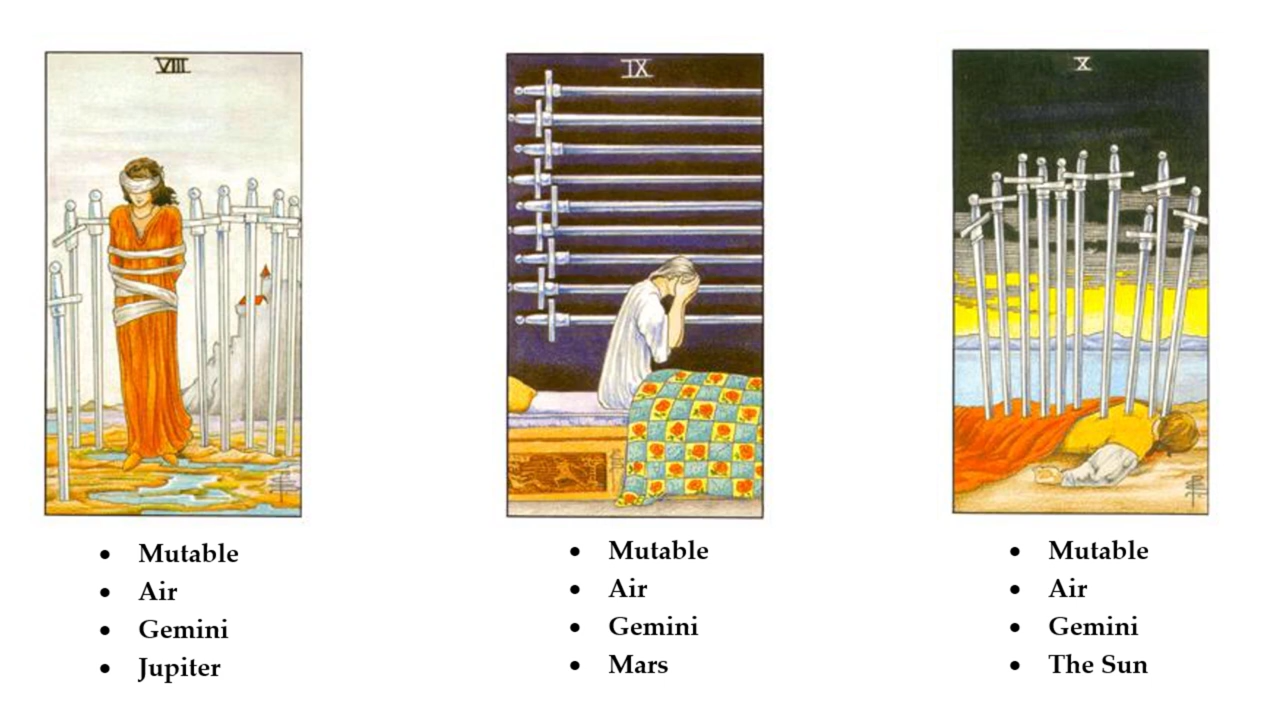 VIII
IX
X
Mutable
Air
Gemini
Jupiter
Mutable
Air
Gemini
Mars
Mutable
Air
Gemini
The Sun